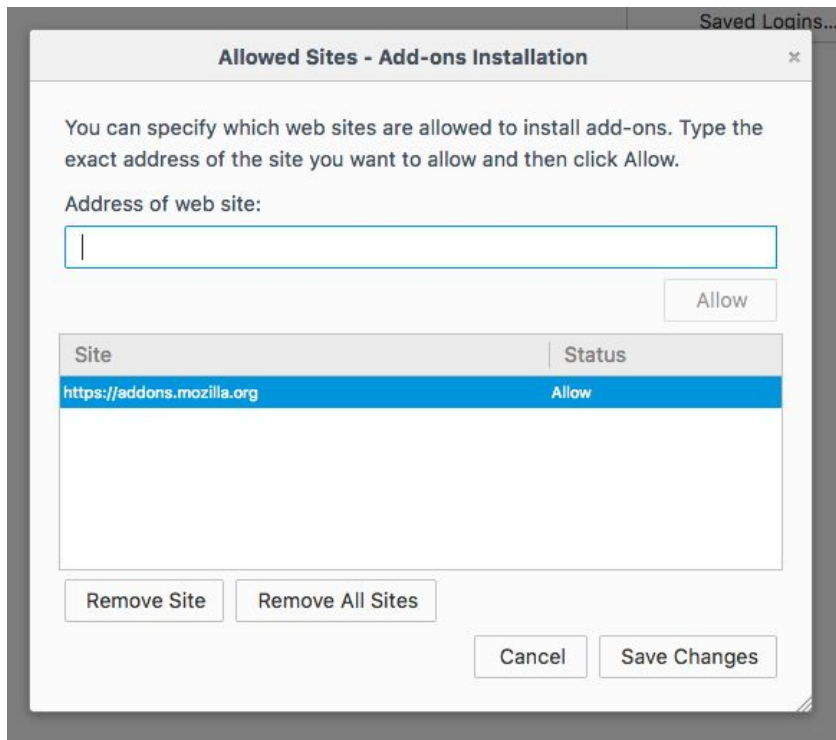 Saved Logins...
Allowed Sites - Add-ons Installation
You can specify which web sites are allowed to install add-ons. Type the
exact address of the site you want to allow and then click Allow.
Address of web site:
Allow
Site Status
https://addons.mozilla.org Allow
Remove Site Remove All Sites
Cancel Save Changes